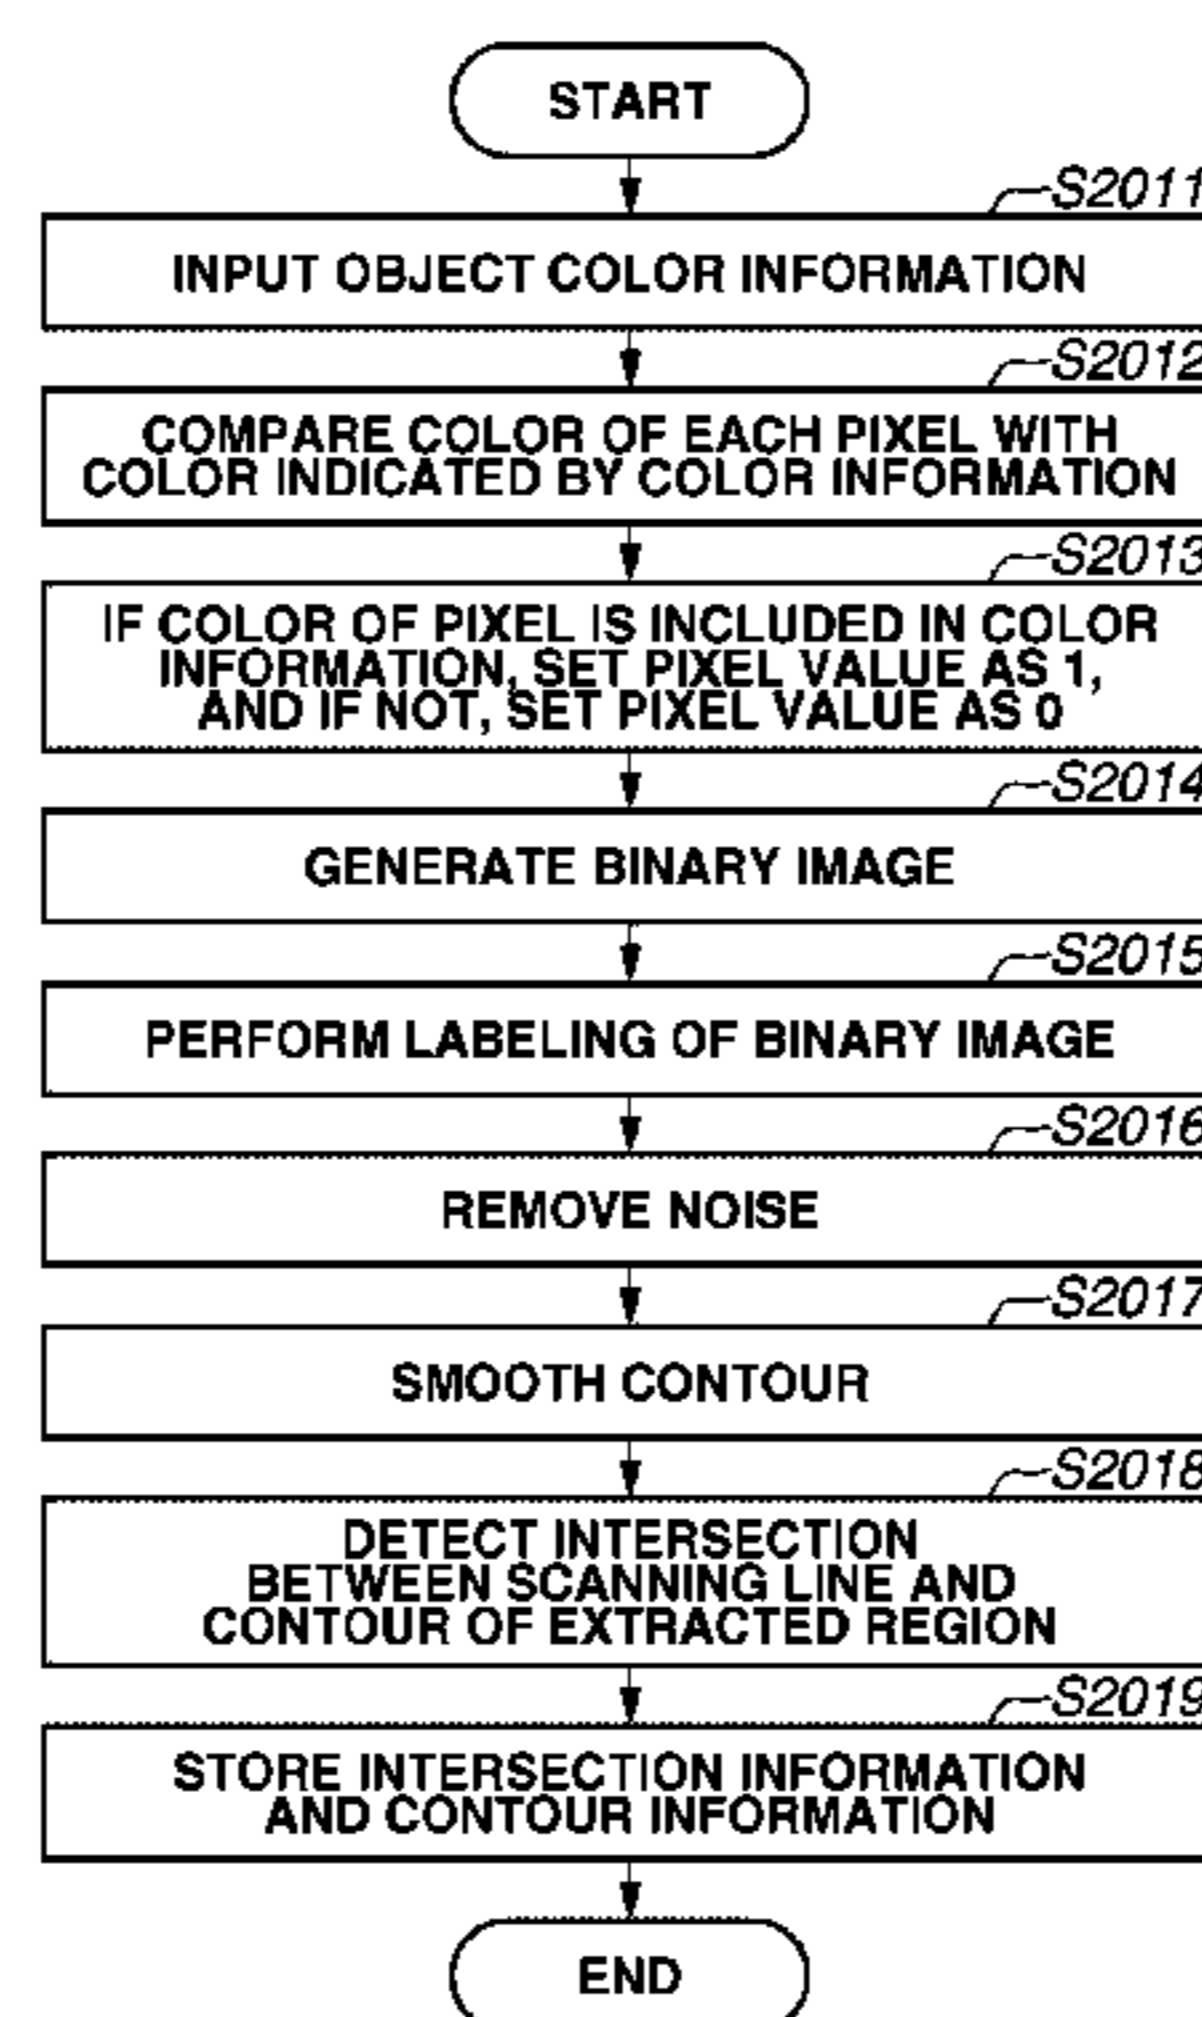 START
S2011
INPUT OBJECT COLOR INFORMATION
S2012
COMPARE COLOR OF EACH PIXEL WITH
COLOR INDICATED BY COLOR INFORMATION
S2013
IF COLOR OF PIXEL IS INCLUDED IN COLOR
INFORMATION, SET PIXEL VALUE AS 1,
AND IF NOT, SET PIXEL VALUE AS 0
S2014
GENERATE BINARY IMAGE
S2015
PERFORM LABELING OF BINARY IMAGE
S2016
REMOVE NOISE
S2017
SMOOTH CONTOUR
S2018
DETECT INTERSECTION
BETWEEN SCANNING LINE AND
CONTOUR OF EXTRACTED REGION
S2019
STORE INTERSECTION INFORMATION
AND CONTOUR INFORMATION
END